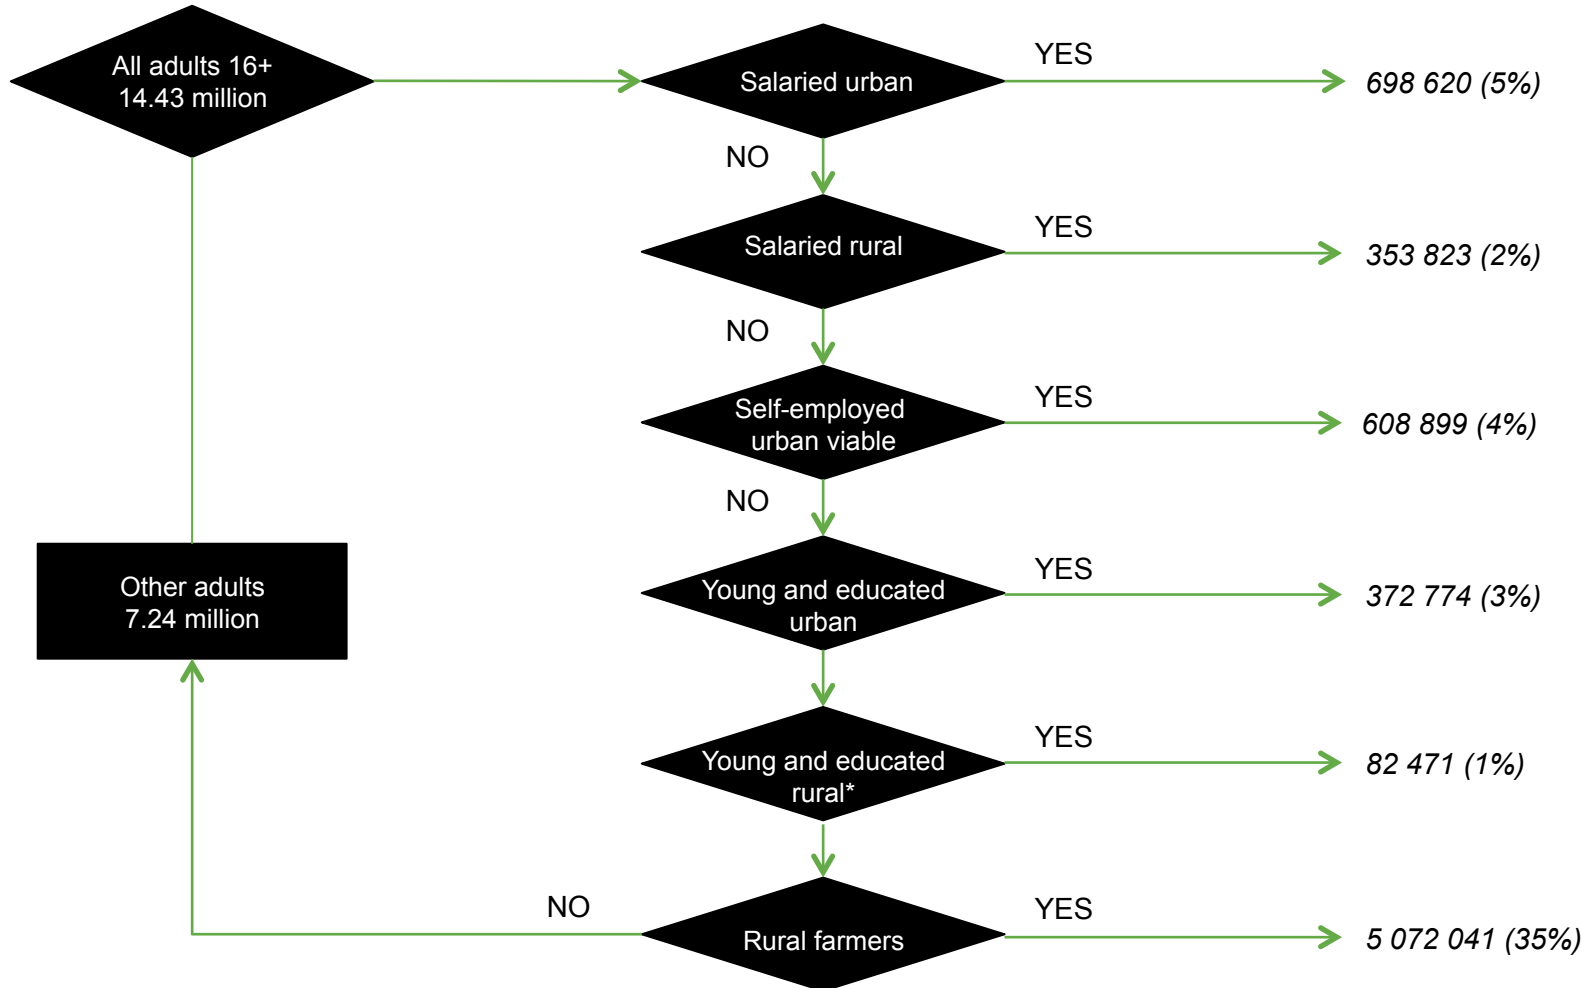 All adults 16+
14.43 million
Salaried urban
YES
698 620 (5%)
NO
Salaried rural
YES
353 823 (2%)
NO
Self-employed
urban viable
YES
608 899 (4%)
NO
Young and educated
urban
YES
372 774 (3%)
Other adults
7.24 million
Young and educated
rural*
YES
82 471 (1%)
NO
Rural farmers
YES
5 072 041 (35%)